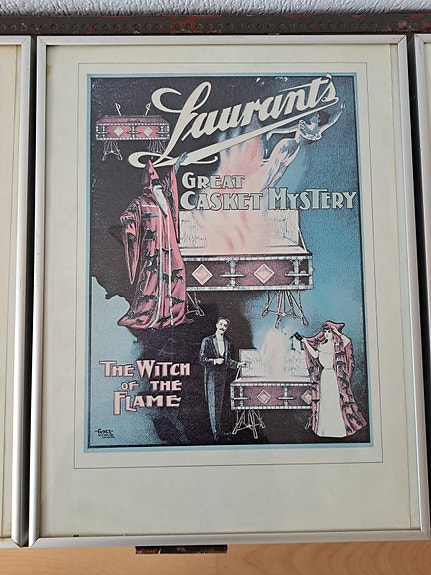 Laurant's
GREAT
CASKET MYSTERY
THE WITCH
OF THE
FLAME